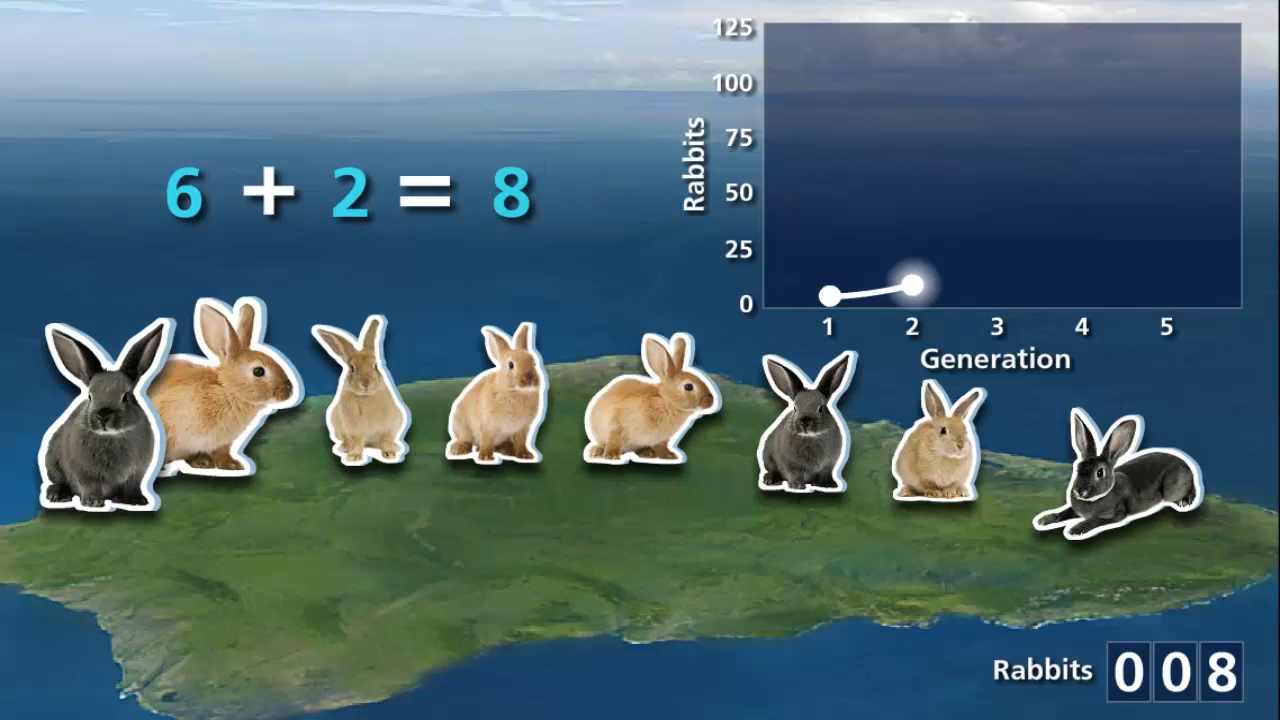 6 + 2 = 8
125
100
75
50
25
0
Rabbits
1 2 3 4 5
Generation
Rabbits 008